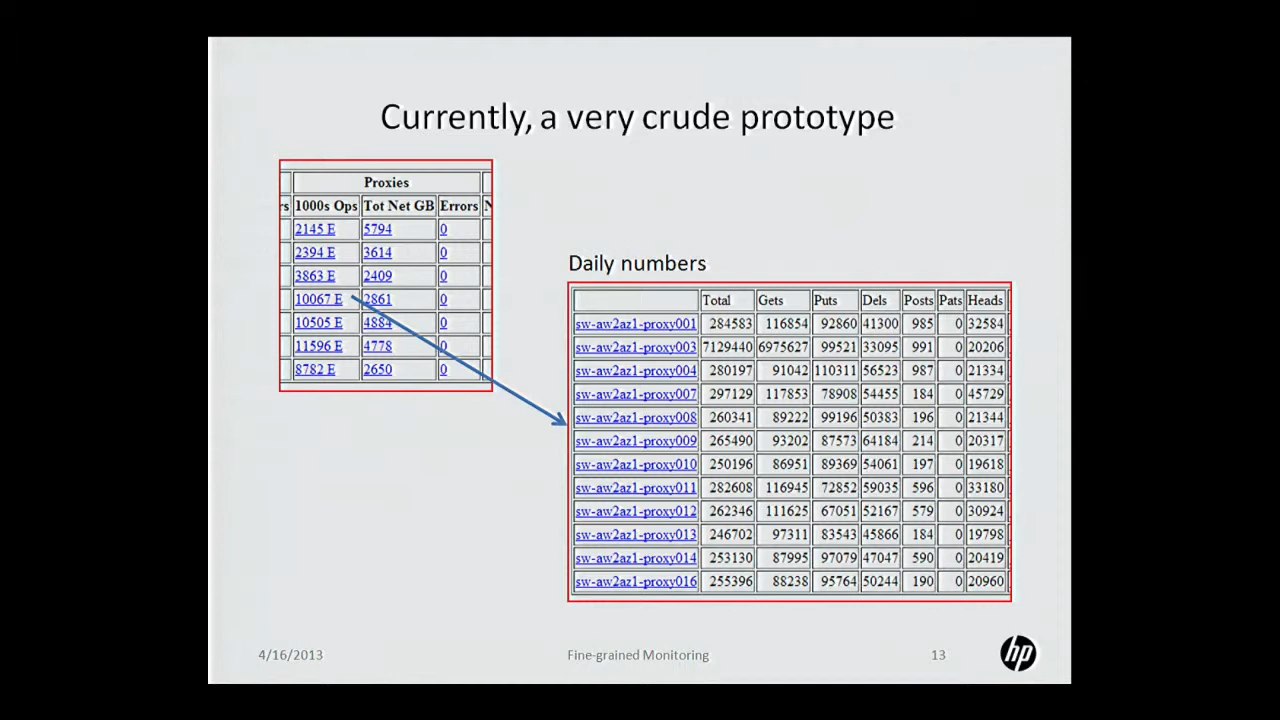 Currently, a very crude prototype
Proxies
rs 1000s Ops Tot Net GB Errors N
2145 E 5794 0
2394 E 3614 0
3863 E 2409 0
10067 E 2861 0
10505 E 4884 0
11596 E 4778 0
8782 E 2650 0
Daily numbers
Total Gets Puts Dels Posts Pats Heads
sw-aw2az1-proxy001 284583 116854 92860 41300 985 0 32584
sw-aw2az1-proxy003 7129440 6975627 99521 33095 991 0 20206
sw-aw2az1-proxy004 280197 91042 110311 56523 987 0 21334
sw-aw2az1-proxy007 297129 117853 78908 54455 184 0 45729
sw-aw2az1-proxy008 260341 89222 99196 50383 196 0 21344
sw-aw2az1-proxy009 265490 93202 87573 64184 214 0 20317
sw-aw2az1-proxy010 250196 86951 89369 54061 197 0 19618
sw-aw2az1-proxy011 282608 116945 72852 59035 596 0 33180
sw-aw2az1-proxy012 262346 111625 67051 52167 579 0 30924
sw-aw2az1-proxy013 246702 97311 83543 45866 184 0 19798
sw-aw2az1-proxy014 253130 87995 97079 47047 590 0 20419
sw-aw2az1-proxy016 255396 88238 95764 50244 190 0 20960
4/16/2013 Fine-grained Monitoring 13 hp